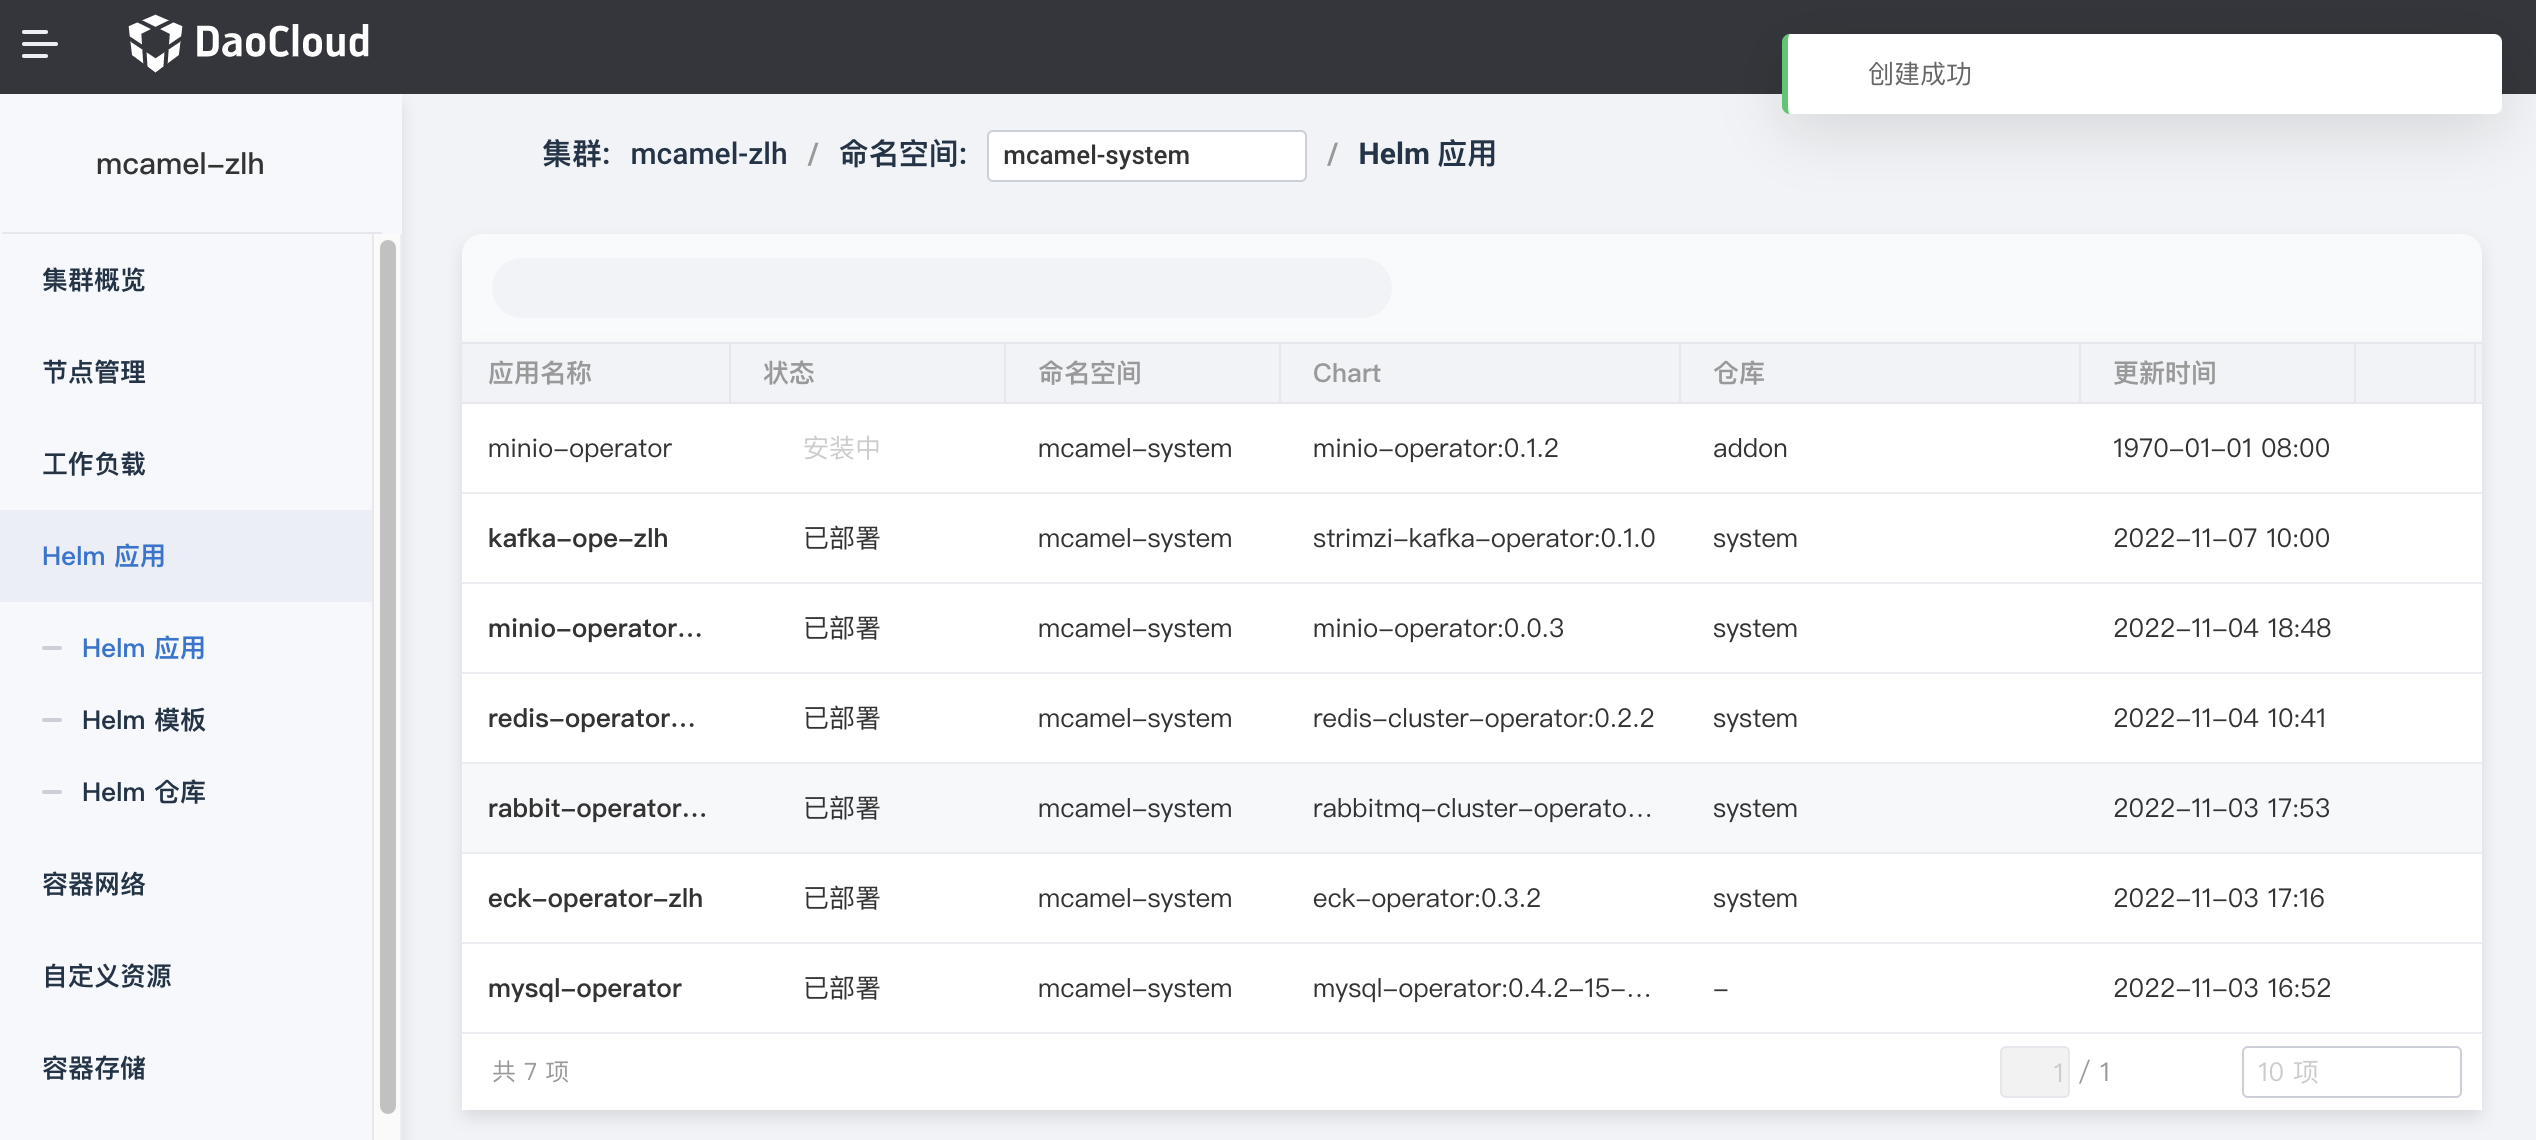 DaoCloud
创建成功
mcamel-zlh
集群: mcamel-zlh / 命名空间: mcamel-system / Helm 应用
集群概览
节点管理
工作负载
Helm 应用
Helm 应用
Helm 模板
Helm 仓库
容器网络
自定义资源
容器存储
应用名称 状态 命名空间 Chart 仓库 更新时间
minio-operator 安装中 mcamel-system minio-operator:0.1.2 addon 1970-01-01 08:00
kafka-ope-zlh 已部署 mcamel-system strimzi-kafka-operator:0.1.0 system 2022-11-07 10:00
minio-operator... 已部署 mcamel-system minio-operator:0.0.3 system 2022-11-04 18:48
redis-operator... 已部署 mcamel-system redis-cluster-operator:0.2.2 system 2022-11-04 10:41
rabbit-operator... 已部署 mcamel-system rabbitmq-cluster-operato... system 2022-11-03 17:53
eck-operator-zlh 已部署 mcamel-system eck-operator:0.3.2 system 2022-11-03 17:16
mysql-operator 已部署 mcamel-system mysql-operator:0.4.2-15-... - 2022-11-03 16:52
共 7 项 1 / 1 10 项